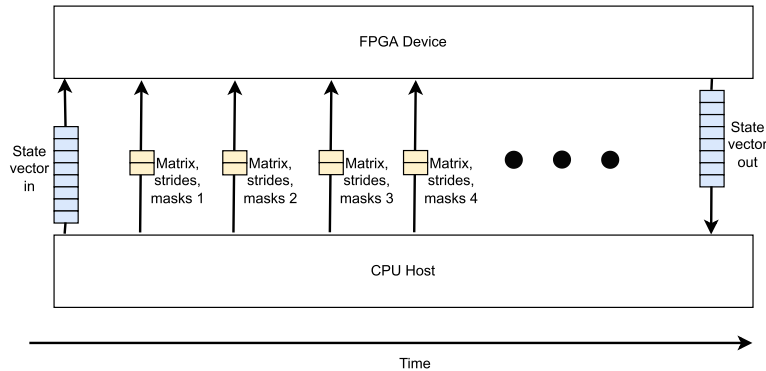 FPGA Device
State
vector
in
Matrix,
strides,
masks 1
Matrix,
strides,
masks 2
Matrix,
strides,
masks 3
Matrix,
strides,
masks 4
State
vector
out
CPU Host
Time